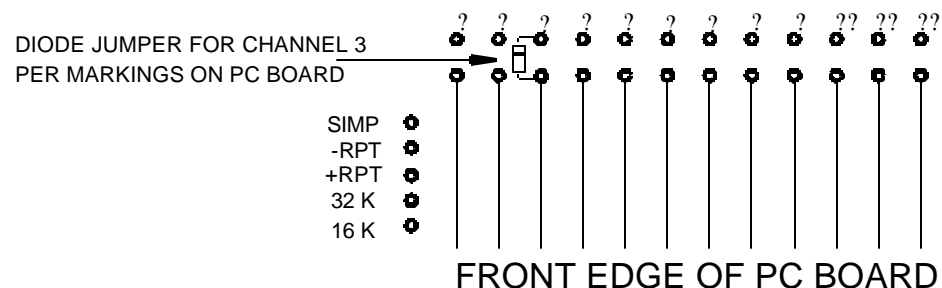 ? ? ? ? ? ? ? ? ? ?? ?? ??
DIODE JUMPER FOR CHANNEL 3
PER MARKINGS ON PC BOARD
SIMP
-RPT
+RPT
32 K
16 K
FRONT EDGE OF PC BOARD